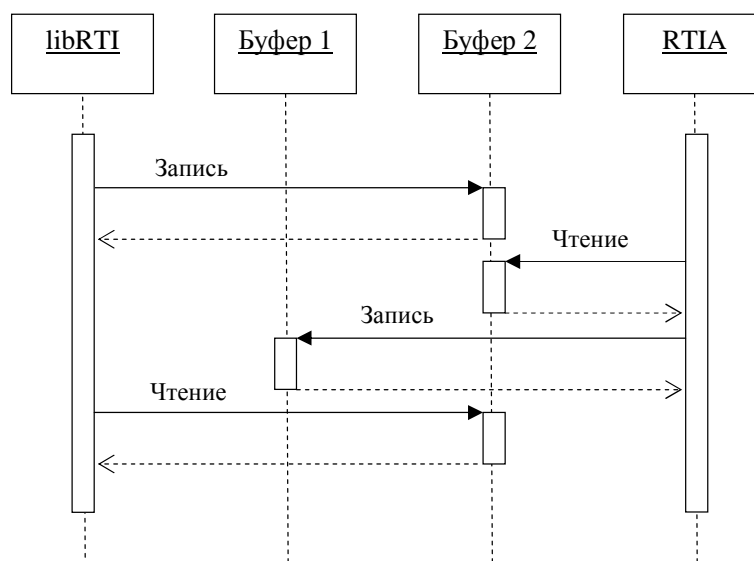 libRTI
Буфер 1
Буфер 2
RTIA
Запись
Чтение
Запись
Чтение